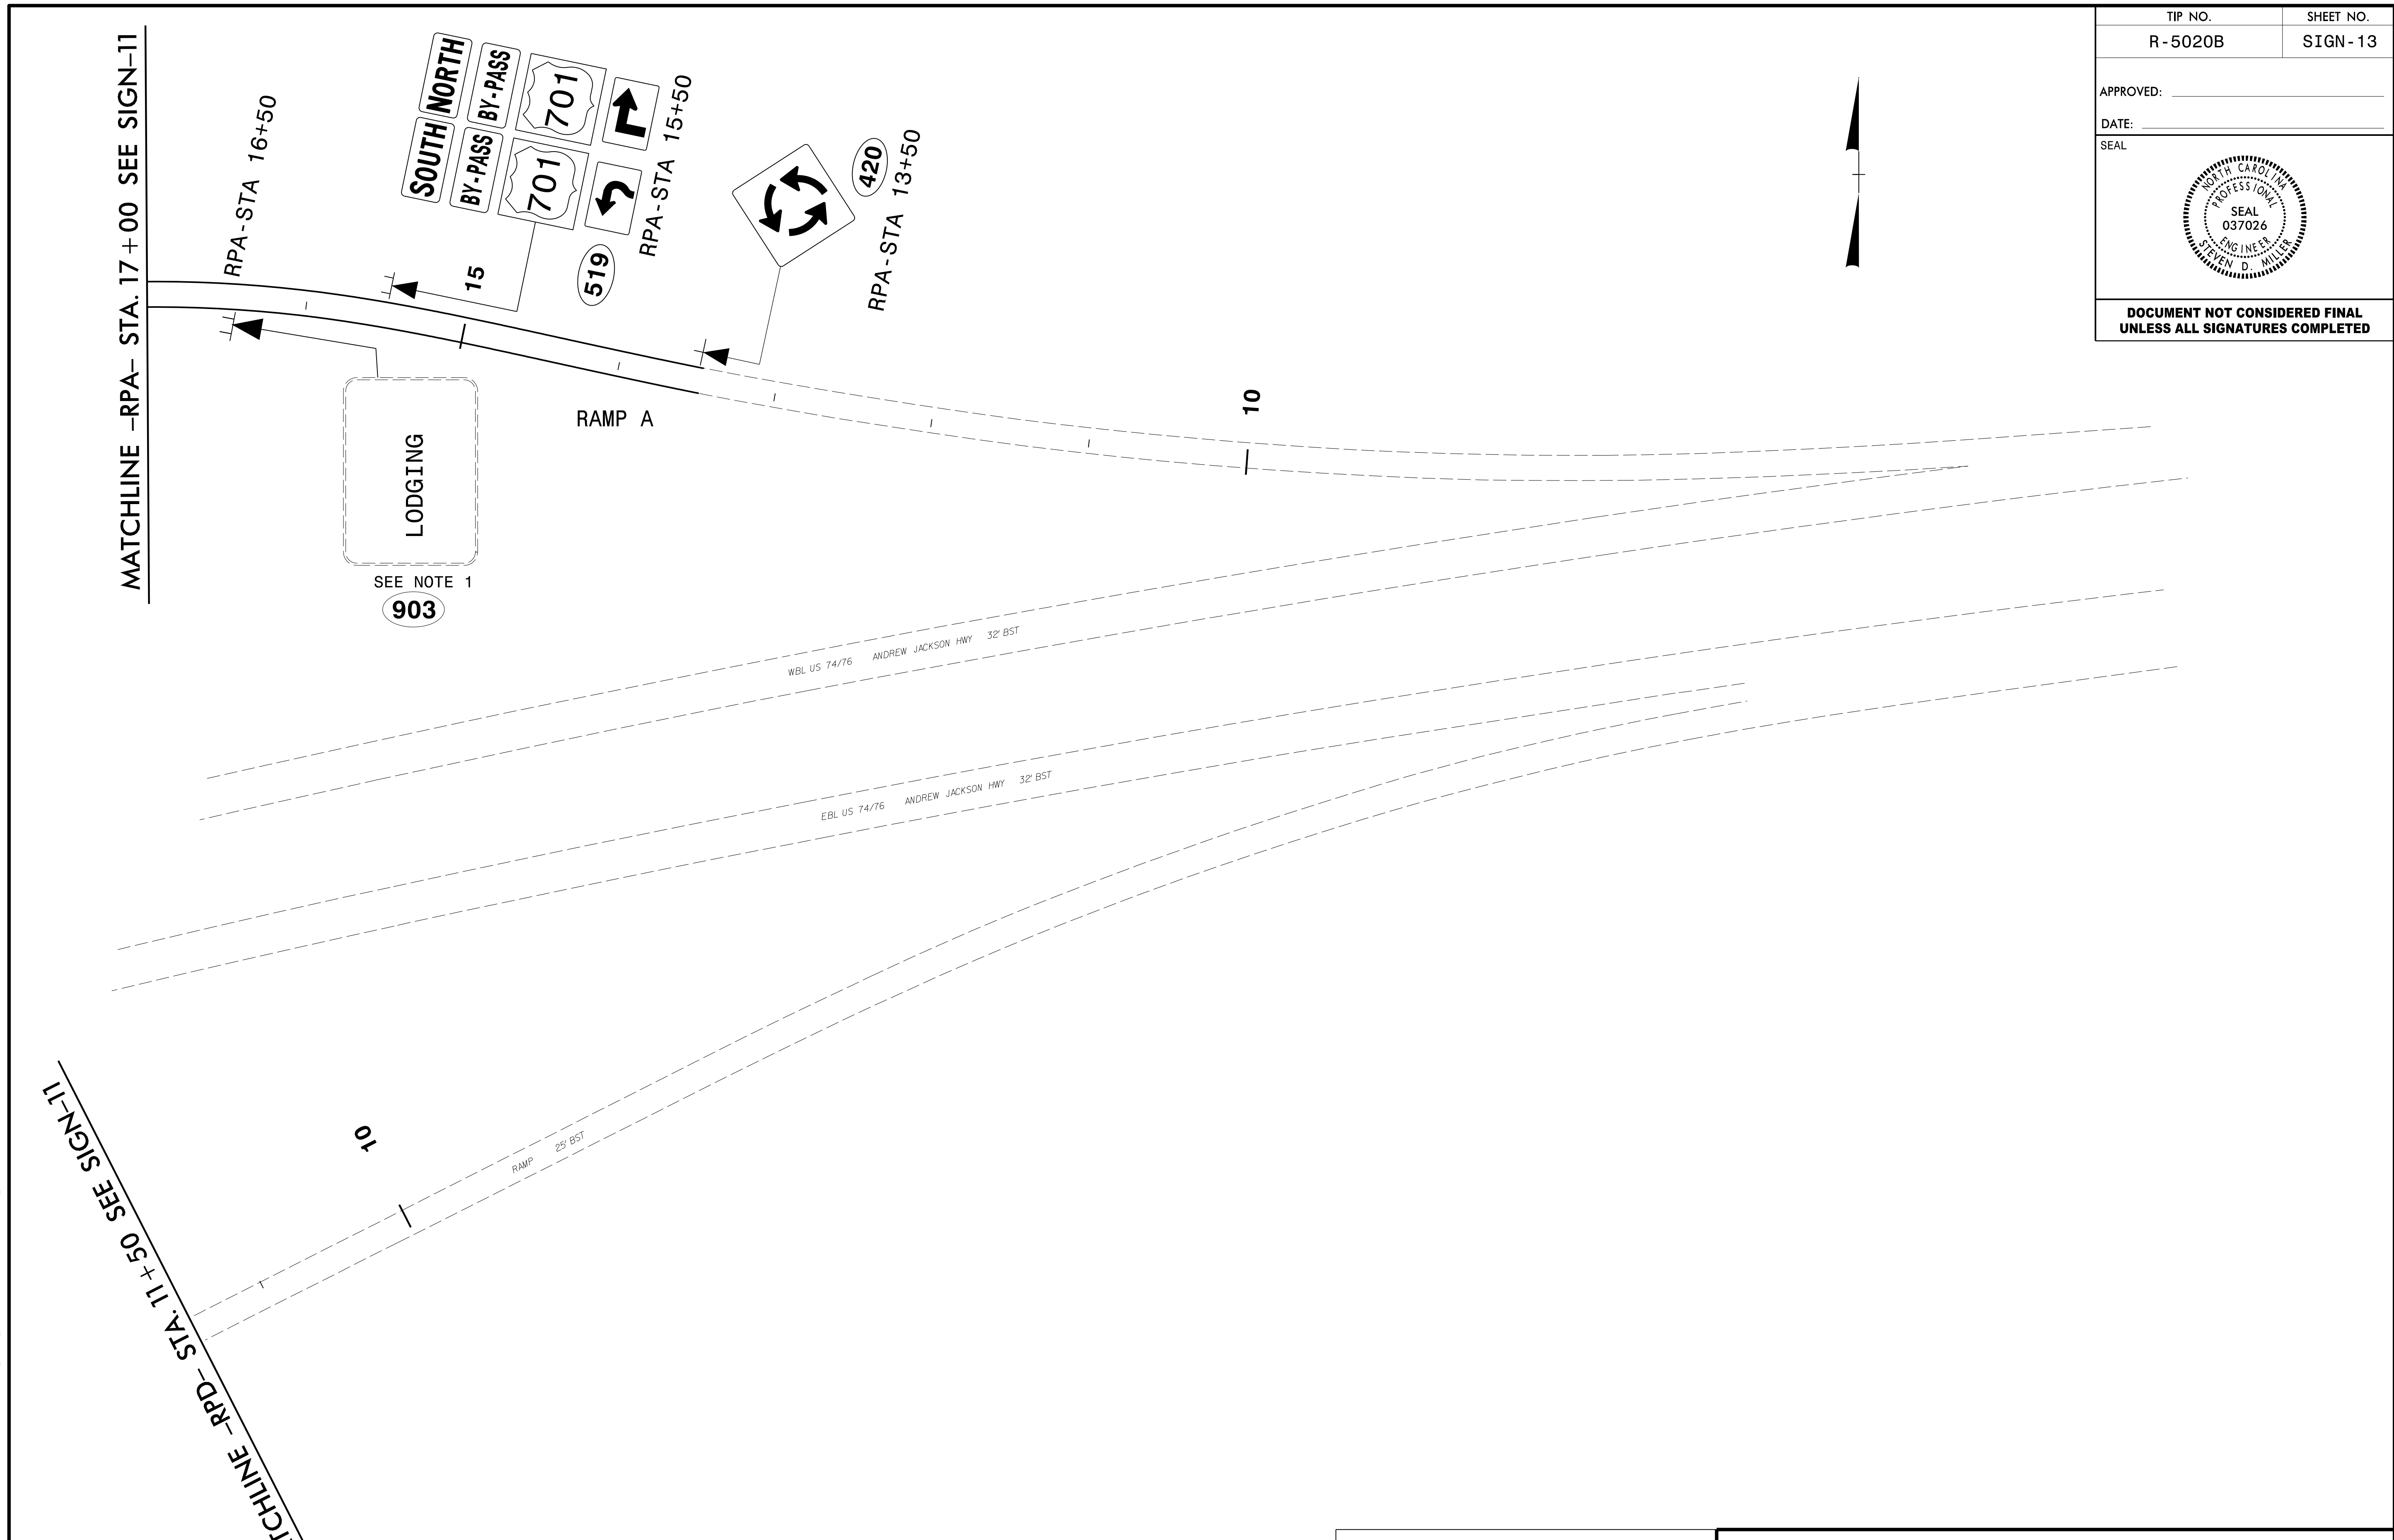 TIP NO.
SHEET NO.
R-5020B
SIGN-13
APPROVED:
DATE:
SEAL
NORTH CAROLINA
PROFESSIONAL
SEAL
037026
ENGINEER
STEVEN D. MILLER
DOCUMENT NOT CONSIDERED FINAL
UNLESS ALL SIGNATURES COMPLETED
MATCHLINE -RPA- STA. 17+00 SEE SIGN-11
RPA-STA 16+50
SOUTH
NORTH
BY-PASS
BY-PASS
701
701
519
RPA-STA 15+50
420
RPA-STA 13+50
15
10
RAMP A
LODGING
SEE NOTE 1
903
WBL US 74/76 ANDREW JACKSON HWY 32' BST
EBL US 74/76 ANDREW JACKSON HWY 32' BST
10
RAMP 25' BST
TCHLINE -RPD- STA. 11+50 SEE SIGN-11